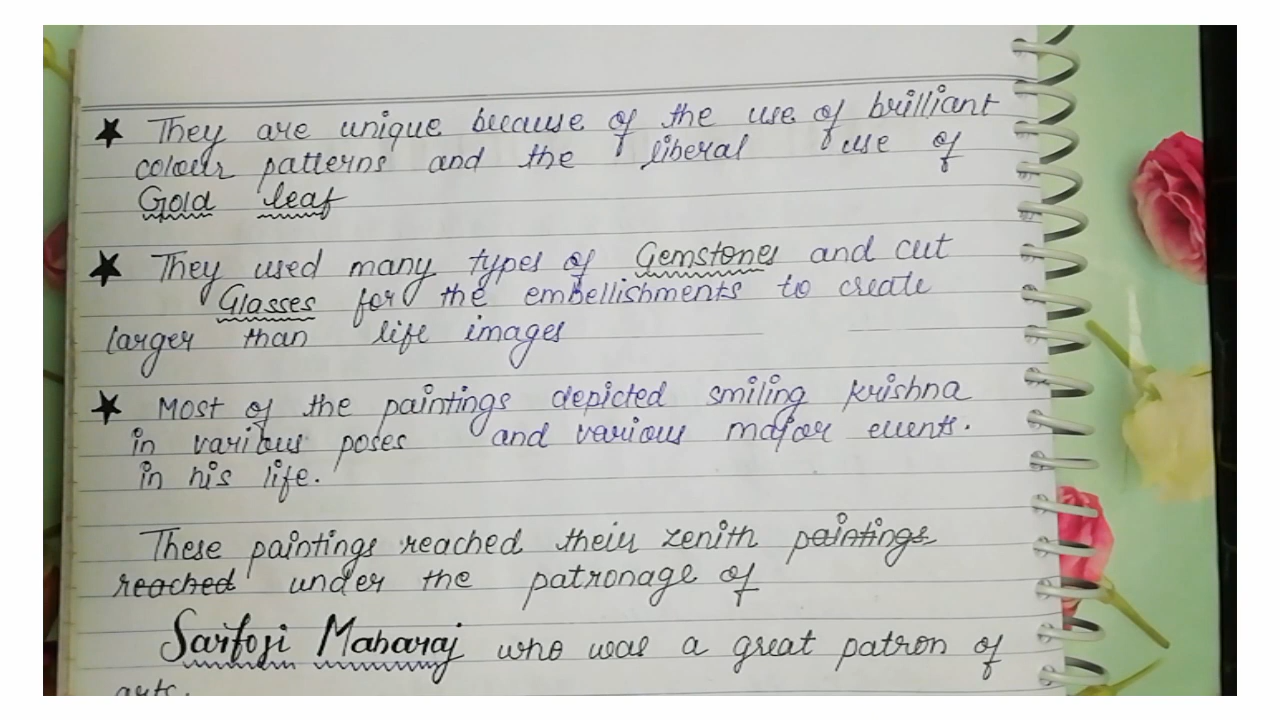 ★ They are unique because of the use of brilliant
colour patterns and the liberal use of
Gold leaf
★ They used many types of Gemstones and cut
Glasses for the embellishments to create
larger than life images
★ Most of the paintings depicted smiling krishna
in various poses and various major events.
in his life.
These paintings reached their zenith paintings
reached under the patronage of
Sarfoji Maharaj who was a great patron of
arts.